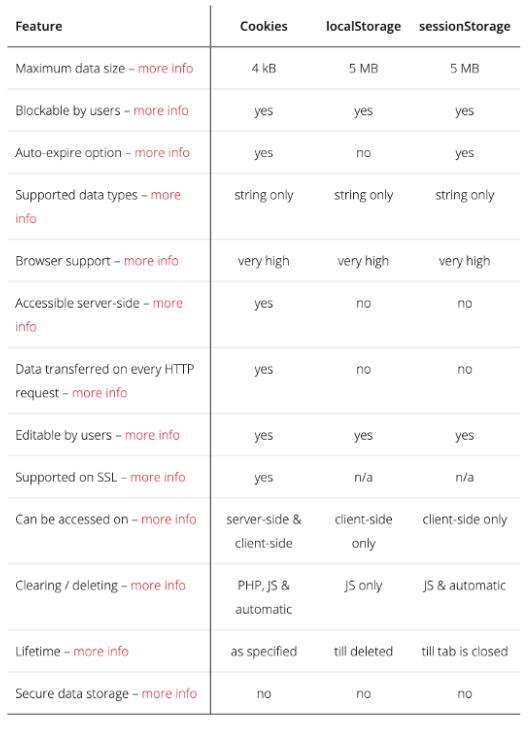 Feature Cookies localStorage sessionStorage
Maximum data size – more info 4 kB 5 MB 5 MB
Blockable by users – more info yes yes yes
Auto-expire option – more info yes no yes
Supported data types – more string only string only string only
info
Browser support – more info very high very high very high
Accessible server-side – more yes no no
info
Data transferred on every HTTP yes no no
request – more info
Editable by users – more info yes yes yes
Supported on SSL – more info yes n/a n/a
Can be accessed on – more info server-side & client-side client-side only
client-side only
Clearing / deleting – more info PHP, JS & JS only JS & automatic
automatic
Lifetime – more info as specified till deleted till tab is closed
Secure data storage – more info no no no